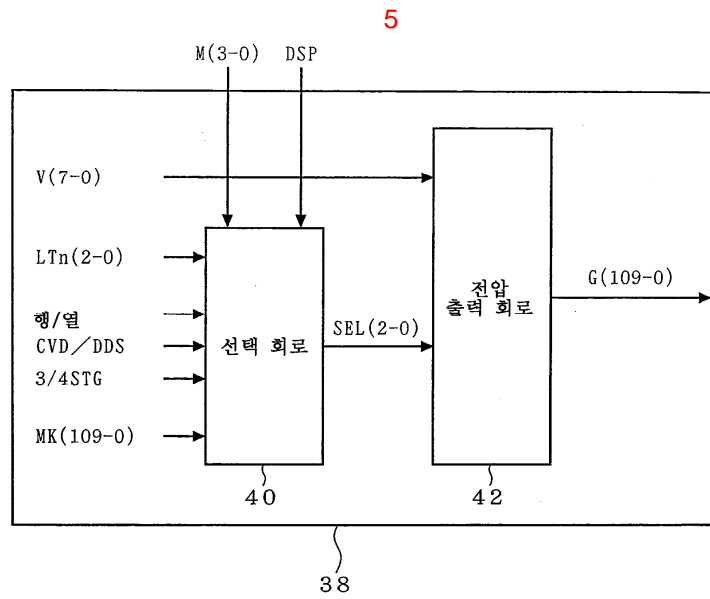 5
M(3-0) DSP
V(7-0)
LTn(2-0)
행/열
CVD/DDS
3/4STG
MK(109-0)
선택 회로
SEL(2-0)
전압
출력 회로
G(109-0)
40
42
38